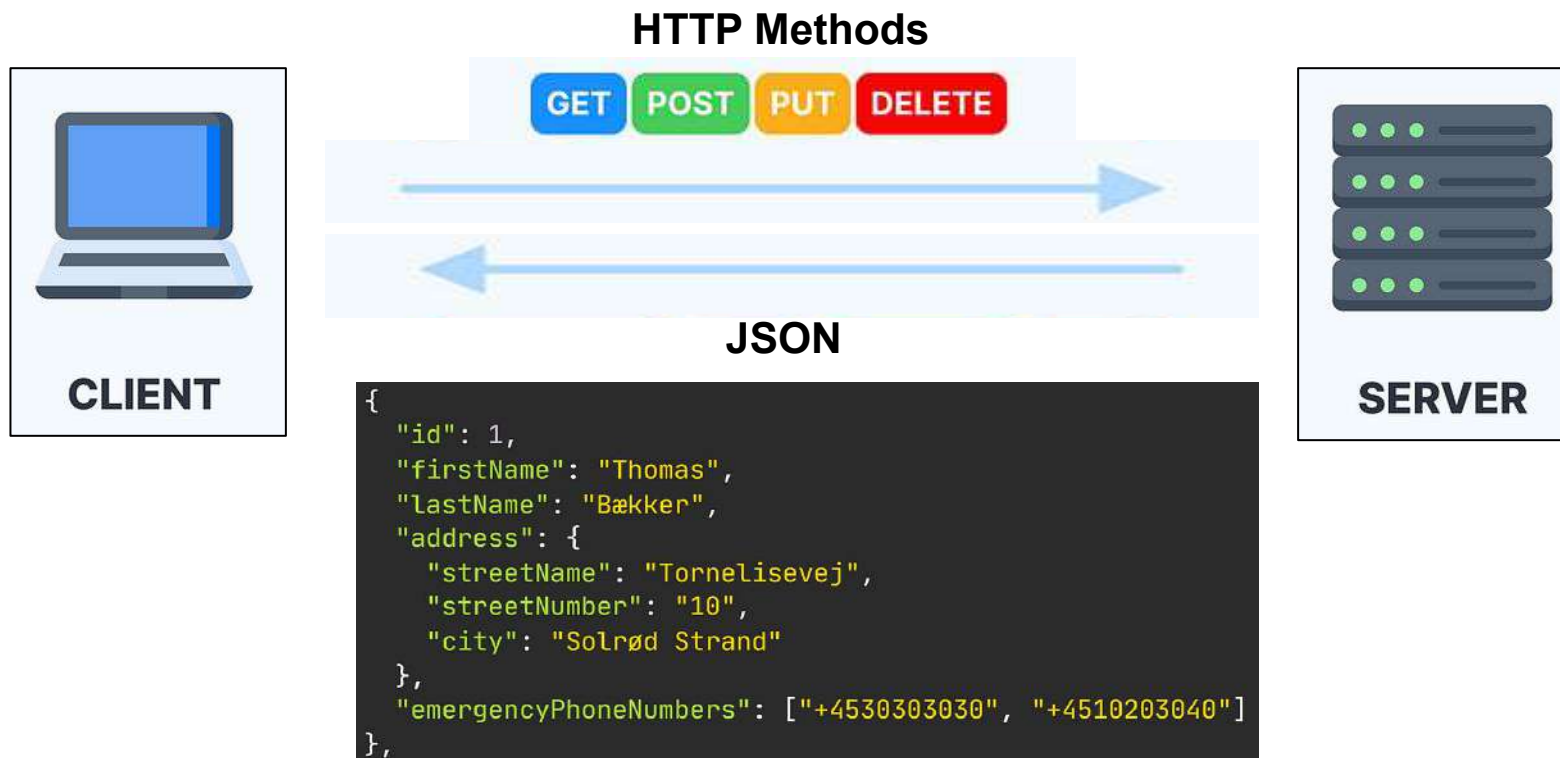 HTTP Methods
GET POST PUT DELETE
JSON
CLIENT
SERVER
{
  "id": 1,
  "firstName": "Thomas",
  "lastName": "Bækker",
  "address": {
    "streetName": "Tornelisevej",
    "streetNumber": "10",
    "city": "Solrød Strand"
  },
  "emergencyPhoneNumbers": ["+4530303030", "+4510203040"]
},